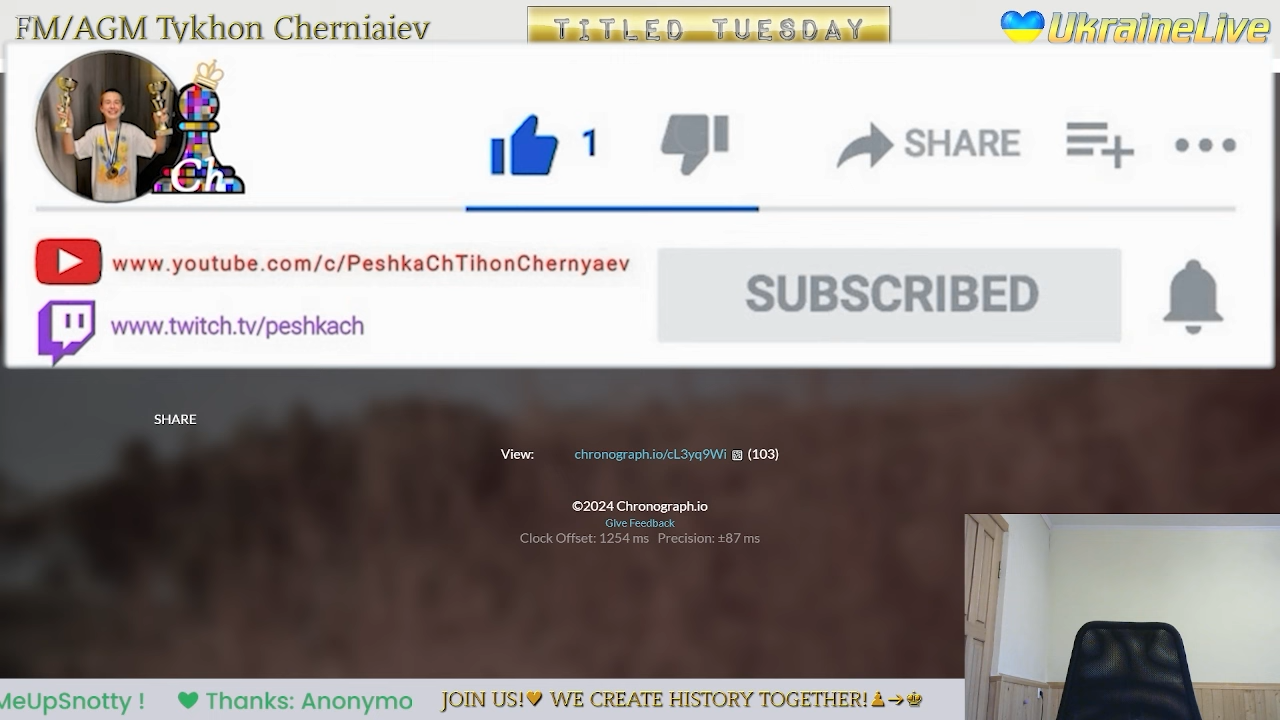 FM/AGM Tykhon Cherniaiev
TITLED TUESDAY
UkraineLive
Ch
1
SHARE
www.youtube.com/c/PeshkaChTihonChernyaev
SUBSCRIBED
www.twitch.tv/peshkach
SHARE
View: chronograph.io/cL3yq9Wi (103)
©2024 Chronograph.io
Give Feedback
Clock Offset: 1254 ms Precision: ±87 ms
MeUpSnotty ! Thanks: Anonymo
JOIN US! WE CREATE HISTORY TOGETHER!